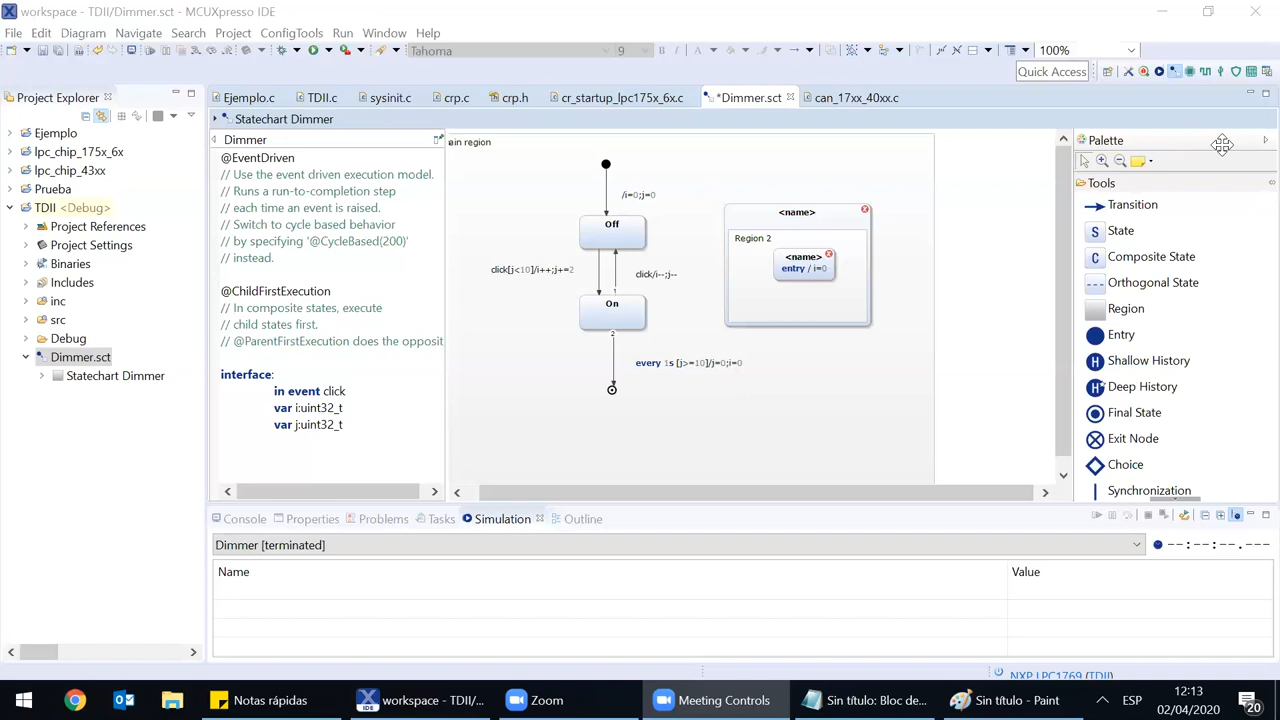 workspace - TDII/Dimmer.sct - MCUXpresso IDE
File Edit Diagram Navigate Search Project ConfigTools Run Window Help
Tahoma 9 100%
Quick Access
Project Explorer
Ejemplo.c TDII.c sysinit.c crp.c crp.h cr_startup_lpc175x_6x.c *Dimmer.sct can_17xx_40xx.c
Statechart Dimmer
Ejemplo
lpc_chip_175x_6x
lpc_chip_43xx
Prueba
TDII <Debug>
Project References
Project Settings
Binaries
Includes
inc
src
Debug
Dimmer.sct
Statechart Dimmer
Dimmer
@EventDriven
// Use the event driven execution model.
// Runs a run-to-completion step
// each time an event is raised.
// Switch to cycle based behavior
// by specifying '@CycleBased(200)'
// instead.
@ChildFirstExecution
// In composite states, execute
// child states first.
// @ParentFirstExecution does the opposit
interface:
in event click
var i:uint32_t
var j:uint32_t
ain region
/i=0;j=0
Off
click[j<10]/i++;j+=2
click/i--;j--
1
On
2
every 1s [j>=10]/j=0;i=0
<name>
Region 2
<name>
entry / i=0
Palette
Tools
Transition
State
Composite State
Orthogonal State
Region
Entry
Shallow History
Deep History
Final State
Exit Node
Choice
Synchronization
Console Properties Problems Tasks Simulation Outline
Dimmer [terminated]
--:--:--.---
Name Value
NXP LPC1769 (TDII)
Notas rápidas
workspace - TDII/...
Zoom
Meeting Controls
Sin título: Bloc de ...
Sin título - Paint
ESP
12:13
02/04/2020
20